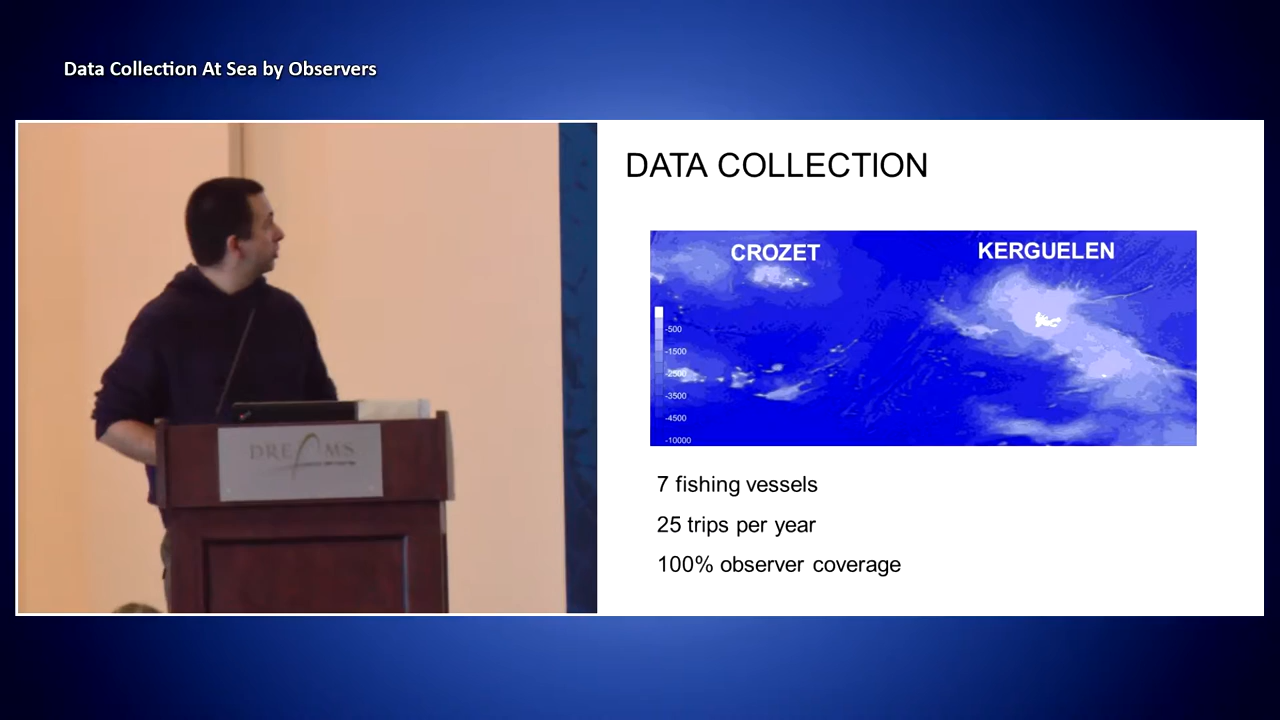 Data Collection At Sea by Observers
DREAMS
DATA COLLECTION
CROZET
KERGUELEN
-500
-1500
-2500
-3500
-4500
-10000
7 fishing vessels
25 trips per year
100% observer coverage